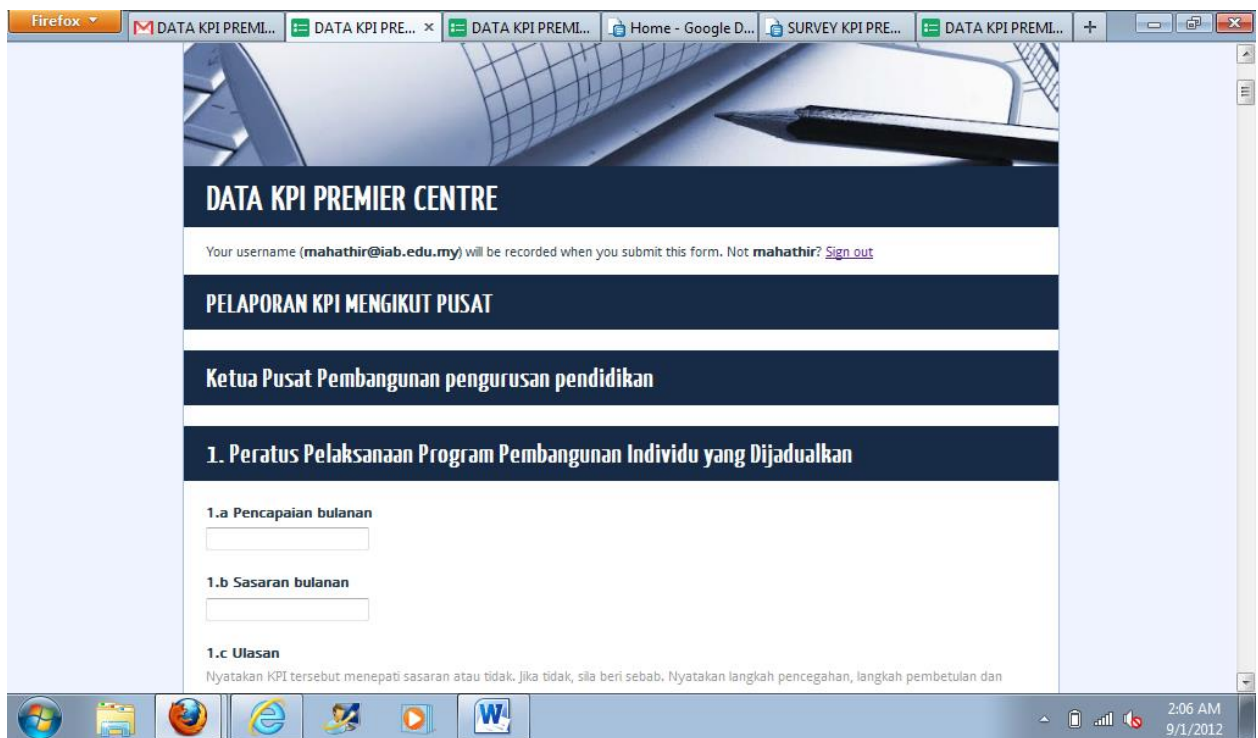 Firefox
DATA KPI PREMI...
DATA KPI PRE...
DATA KPI PREMI...
Home - Google D...
SURVEY KPI PRE...
DATA KPI PREMI...
DATA KPI PREMIER CENTRE
Your username (mahathir@iab.edu.my) will be recorded when you submit this form. Not mahathir? Sign out
PELAPORAN KPI MENGIKUT PUSAT
Ketua Pusat Pembangunan pengurusan pendidikan
1. Peratus Pelaksanaan Program Pembangunan Individu yang Dijadualkan
1.a Pencapaian bulanan
1.b Sasaran bulanan
1.c Ulasan
Nyatakan KPI tersebut menepati sasaran atau tidak. Jika tidak, sila beri sebab. Nyatakan langkah pencegahan, langkah pembetulan dan
2:06 AM
9/1/2012